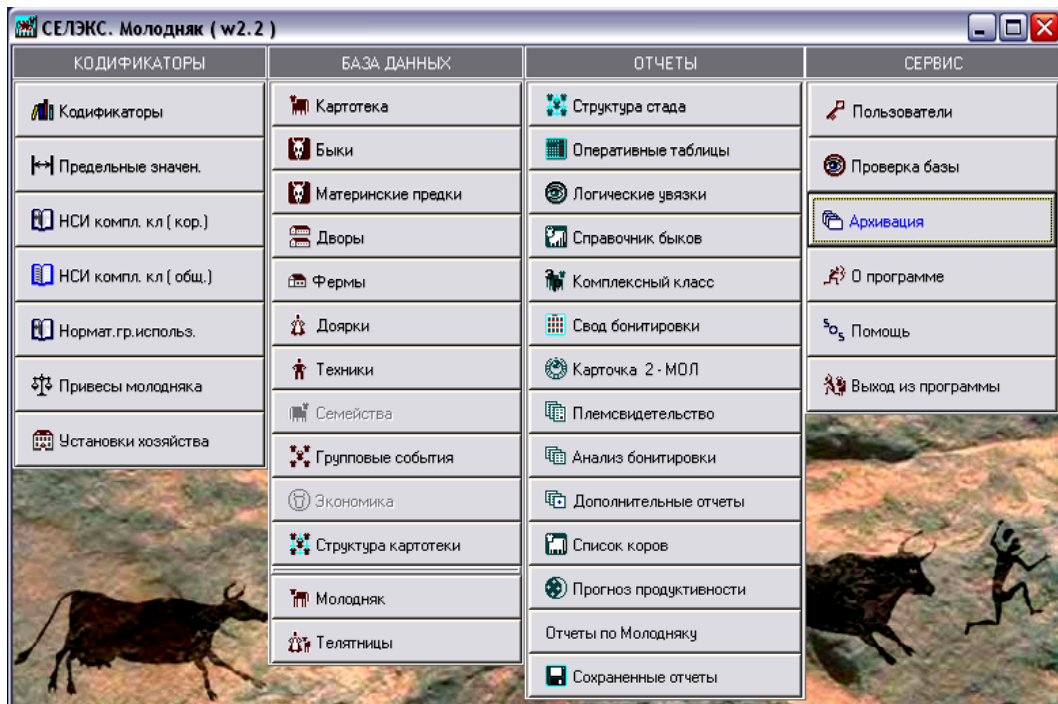 СЕЛЭКС. Молодняк ( w2.2 )
КОДИФИКАТОРЫ
Кодификаторы
Предельные значен.
НСИ компл. кл ( кор.)
НСИ компл. кл ( общ.)
Нормат.гр.использ.
Привесы молодняка
Установки хозяйства
БАЗА ДАННЫХ
Картотека
Быки
Материнские предки
Дворы
Фермы
Доярки
Техники
Семейства
Групповые события
Экономика
Структура картотеки
Молодняк
Телятницы
ОТЧЕТЫ
Структура стада
Оперативные таблицы
Логические увязки
Справочник быков
Комплексный класс
Свод бонитировки
Карточка 2 - МОЛ
Племсвидетельство
Анализ бонитировки
Дополнительные отчеты
Список коров
Прогноз продуктивности
Отчеты по Молодняку
Сохраненные отчеты
СЕРВИС
Пользователи
Проверка базы
Архивация
О программе
SOS Помощь
Выход из программы